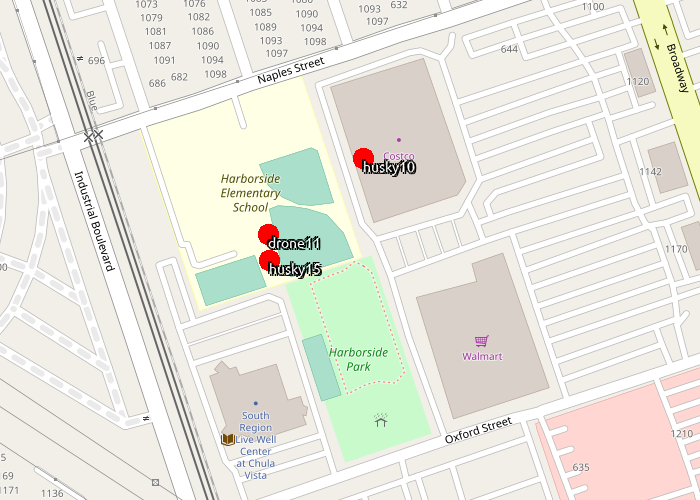 1073
1079
1081
1087
1091
1076
1082
1086
1090
1094
1098
1085
1089
1093
1097
1090
1094
1098
1093
1097
632
1100
644
696
686
682
Naples Street
Broadway
1120
1142
1170
Blue
Industrial Boulevard
Costco
husky10
Harborside
Elementary
School
drone11
husky15
Harborside
Park
Walmart
Oxford Street
South
Region
Live Well
Center
at Chula
Vista
635
1210
169
1171
1136